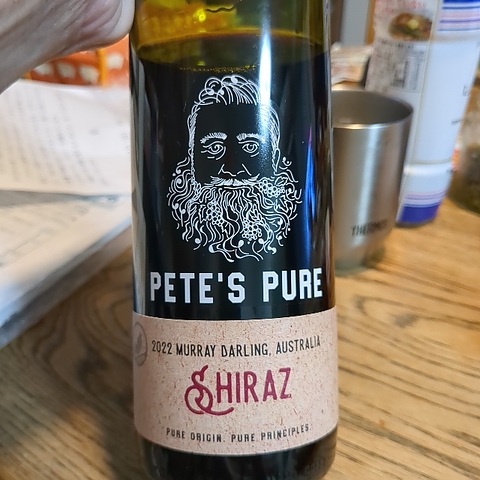 PETE'S PURE
2022 MURRAY DARLING, AUSTRALIA
SHIRAZ
PURE ORIGIN. PURE PRINCIPLES.